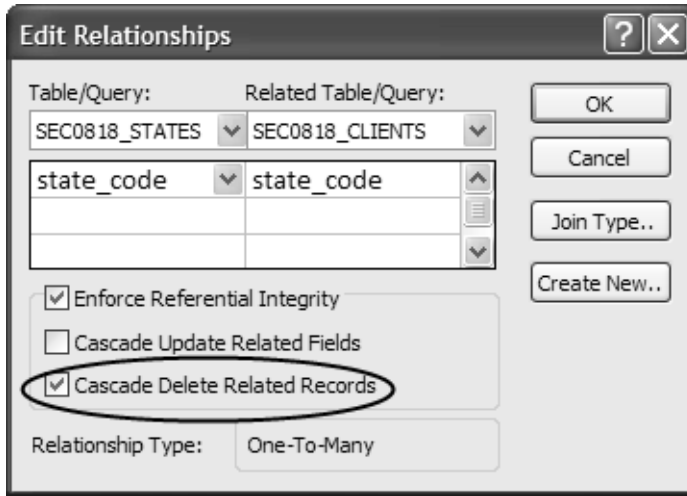 Edit Relationships
Table/Query: Related Table/Query:
SEC0818_STATES SEC0818_CLIENTS
state_code state_code
Enforce Referential Integrity
Cascade Update Related Fields
Cascade Delete Related Records
Relationship Type: One-To-Many
OK
Cancel
Join Type..
Create New..